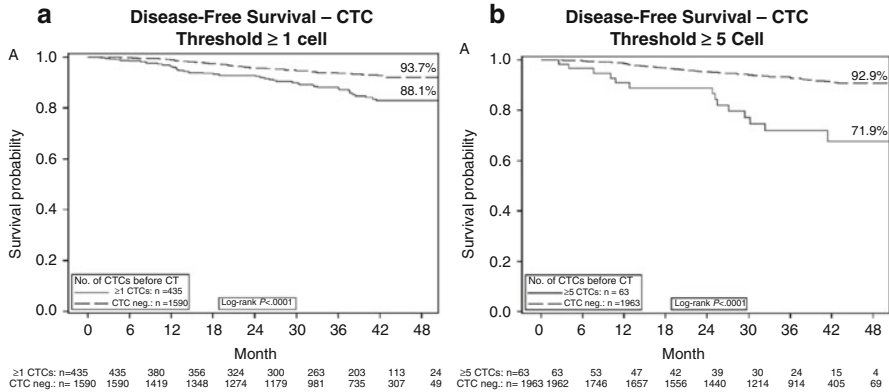 a
Disease-Free Survival – CTC
Threshold ≥ 1 cell
A
Survival probability
1.0
0.8
0.6
0.4
0.2
0.0
93.7%
88.1%
No. of CTCs before CT
≥1 CTCs: n =435
CTC neg.: n =1590
Log-rank P<.0001
0 6 12 18 24 30 36 42 48
Month
≥1 CTCs: n=435 435 380 356 324 300 263 203 113 24
CTC neg.: n= 1590 1590 1419 1348 1274 1179 981 735 307 49
b
Disease-Free Survival – CTC
Threshold ≥ 5 Cell
A
Survival probability
1.0
0.8
0.6
0.4
0.2
0.0
92.9%
71.9%
No. of CTCs before CT
≥5 CTCs: n = 63
CTC neg.: n =1963
Log-rank P<.0001
0 6 12 18 24 30 36 42 48
Month
≥5 CTCs: n=63 63 53 47 42 39 30 24 15 4
CTC neg.: n= 1963 1962 1746 1657 1556 1440 1214 914 405 69